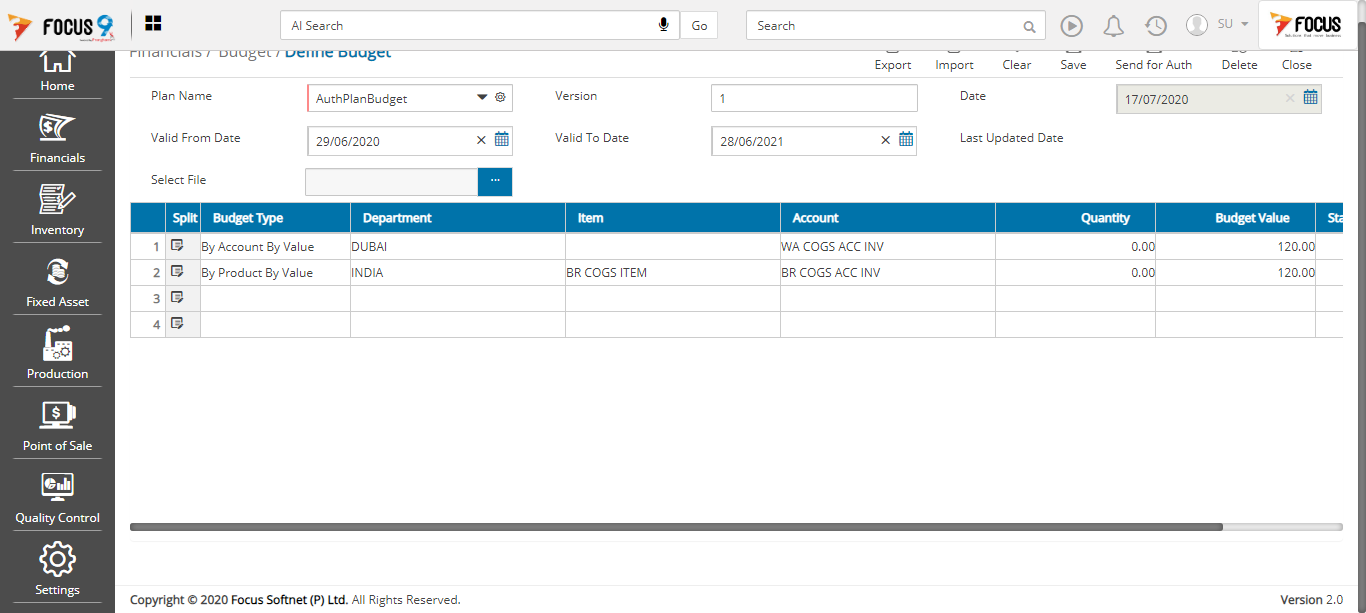 FOCUS 9
AI Search
Go
Search
SU
FOCUS
Financials / Budget / Define Budget
Export Import Clear Save Send for Auth Delete Close
Home
Financials
Inventory
Fixed Asset
Production
Point of Sale
Quality Control
Settings
Plan Name AuthPlanBudget Version 1 Date 17/07/2020
Valid From Date 29/06/2020 Valid To Date 28/06/2021 Last Updated Date
Select File ...
Split Budget Type Department Item Account Quantity Budget Value Sta
1 By Account By Value DUBAI WA COGS ACC INV 0.00 120.00
2 By Product By Value INDIA BR COGS ITEM BR COGS ACC INV 0.00 120.00
3
4
Copyright © 2020 Focus Softnet (P) Ltd. All Rights Reserved. Version 2.0